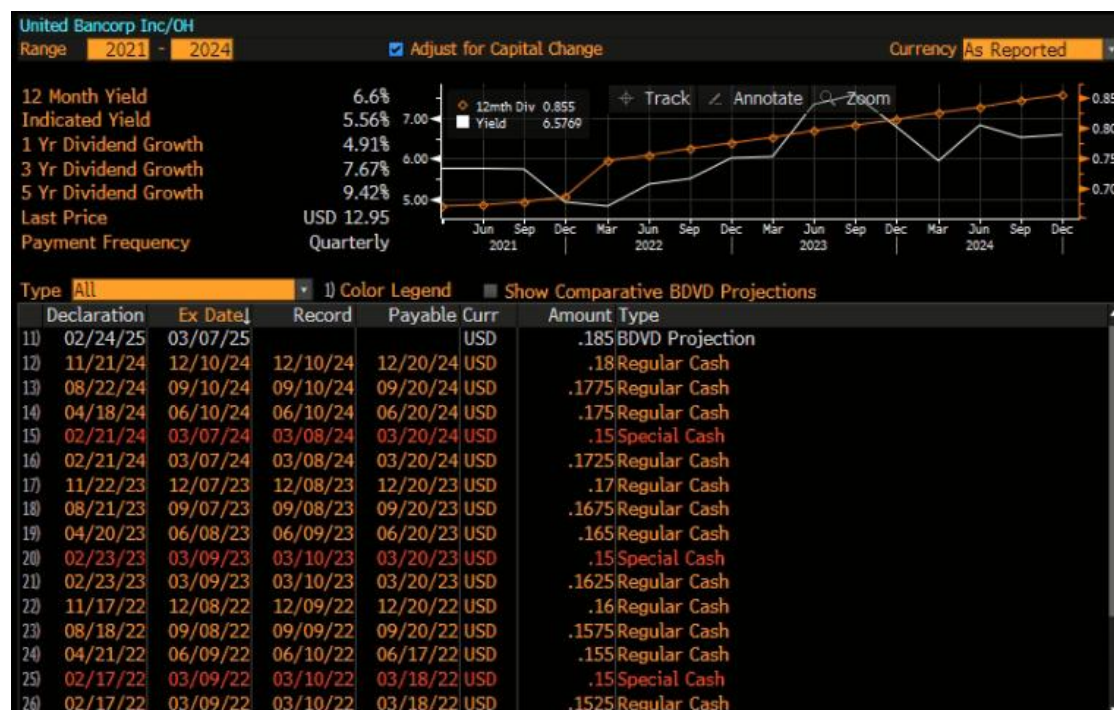 United Bancorp Inc/OH
Range 2021 - 2024 Adjust for Capital Change Currency As Reported
12 Month Yield 6.6%
Indicated Yield 5.56%
1 Yr Dividend Growth 4.91%
3 Yr Dividend Growth 7.67%
5 Yr Dividend Growth 9.42%
Last Price USD 12.95
Payment Frequency Quarterly
Track Annotate Zoom
12mth Div 0.855
Yield 6.5769
7.00
6.00
5.00
0.85
0.80
0.75
0.70
Jun Sep Dec Mar Jun Sep Dec Mar Jun Sep Dec Mar Jun Sep Dec
2021 2022 2023 2024
Type All 1) Color Legend Show Comparative BDVD Projections
Declaration Ex Date↓ Record Payable Curr Amount Type
11) 02/24/25 03/07/25 USD .185 BDVD Projection
12) 11/21/24 12/10/24 12/10/24 12/20/24 USD .18 Regular Cash
13) 08/22/24 09/10/24 09/10/24 09/20/24 USD .1775 Regular Cash
14) 04/18/24 06/10/24 06/10/24 06/20/24 USD .175 Regular Cash
15) 02/21/24 03/07/24 03/08/24 03/20/24 USD .15 Special Cash
16) 02/21/24 03/07/24 03/08/24 03/20/24 USD .1725 Regular Cash
17) 11/22/23 12/07/23 12/08/23 12/20/23 USD .17 Regular Cash
18) 08/21/23 09/07/23 09/08/23 09/20/23 USD .1675 Regular Cash
19) 04/20/23 06/08/23 06/09/23 06/20/23 USD .165 Regular Cash
20) 02/23/23 03/09/23 03/10/23 03/20/23 USD .15 Special Cash
21) 02/23/23 03/09/23 03/10/23 03/20/23 USD .1625 Regular Cash
22) 11/17/22 12/08/22 12/09/22 12/20/22 USD .16 Regular Cash
23) 08/18/22 09/08/22 09/09/22 09/20/22 USD .1575 Regular Cash
24) 04/21/22 06/09/22 06/10/22 06/17/22 USD .155 Regular Cash
25) 02/17/22 03/09/22 03/10/22 03/18/22 USD .15 Special Cash
26) 02/17/22 03/09/22 03/10/22 03/18/22 USD .1525 Regular Cash